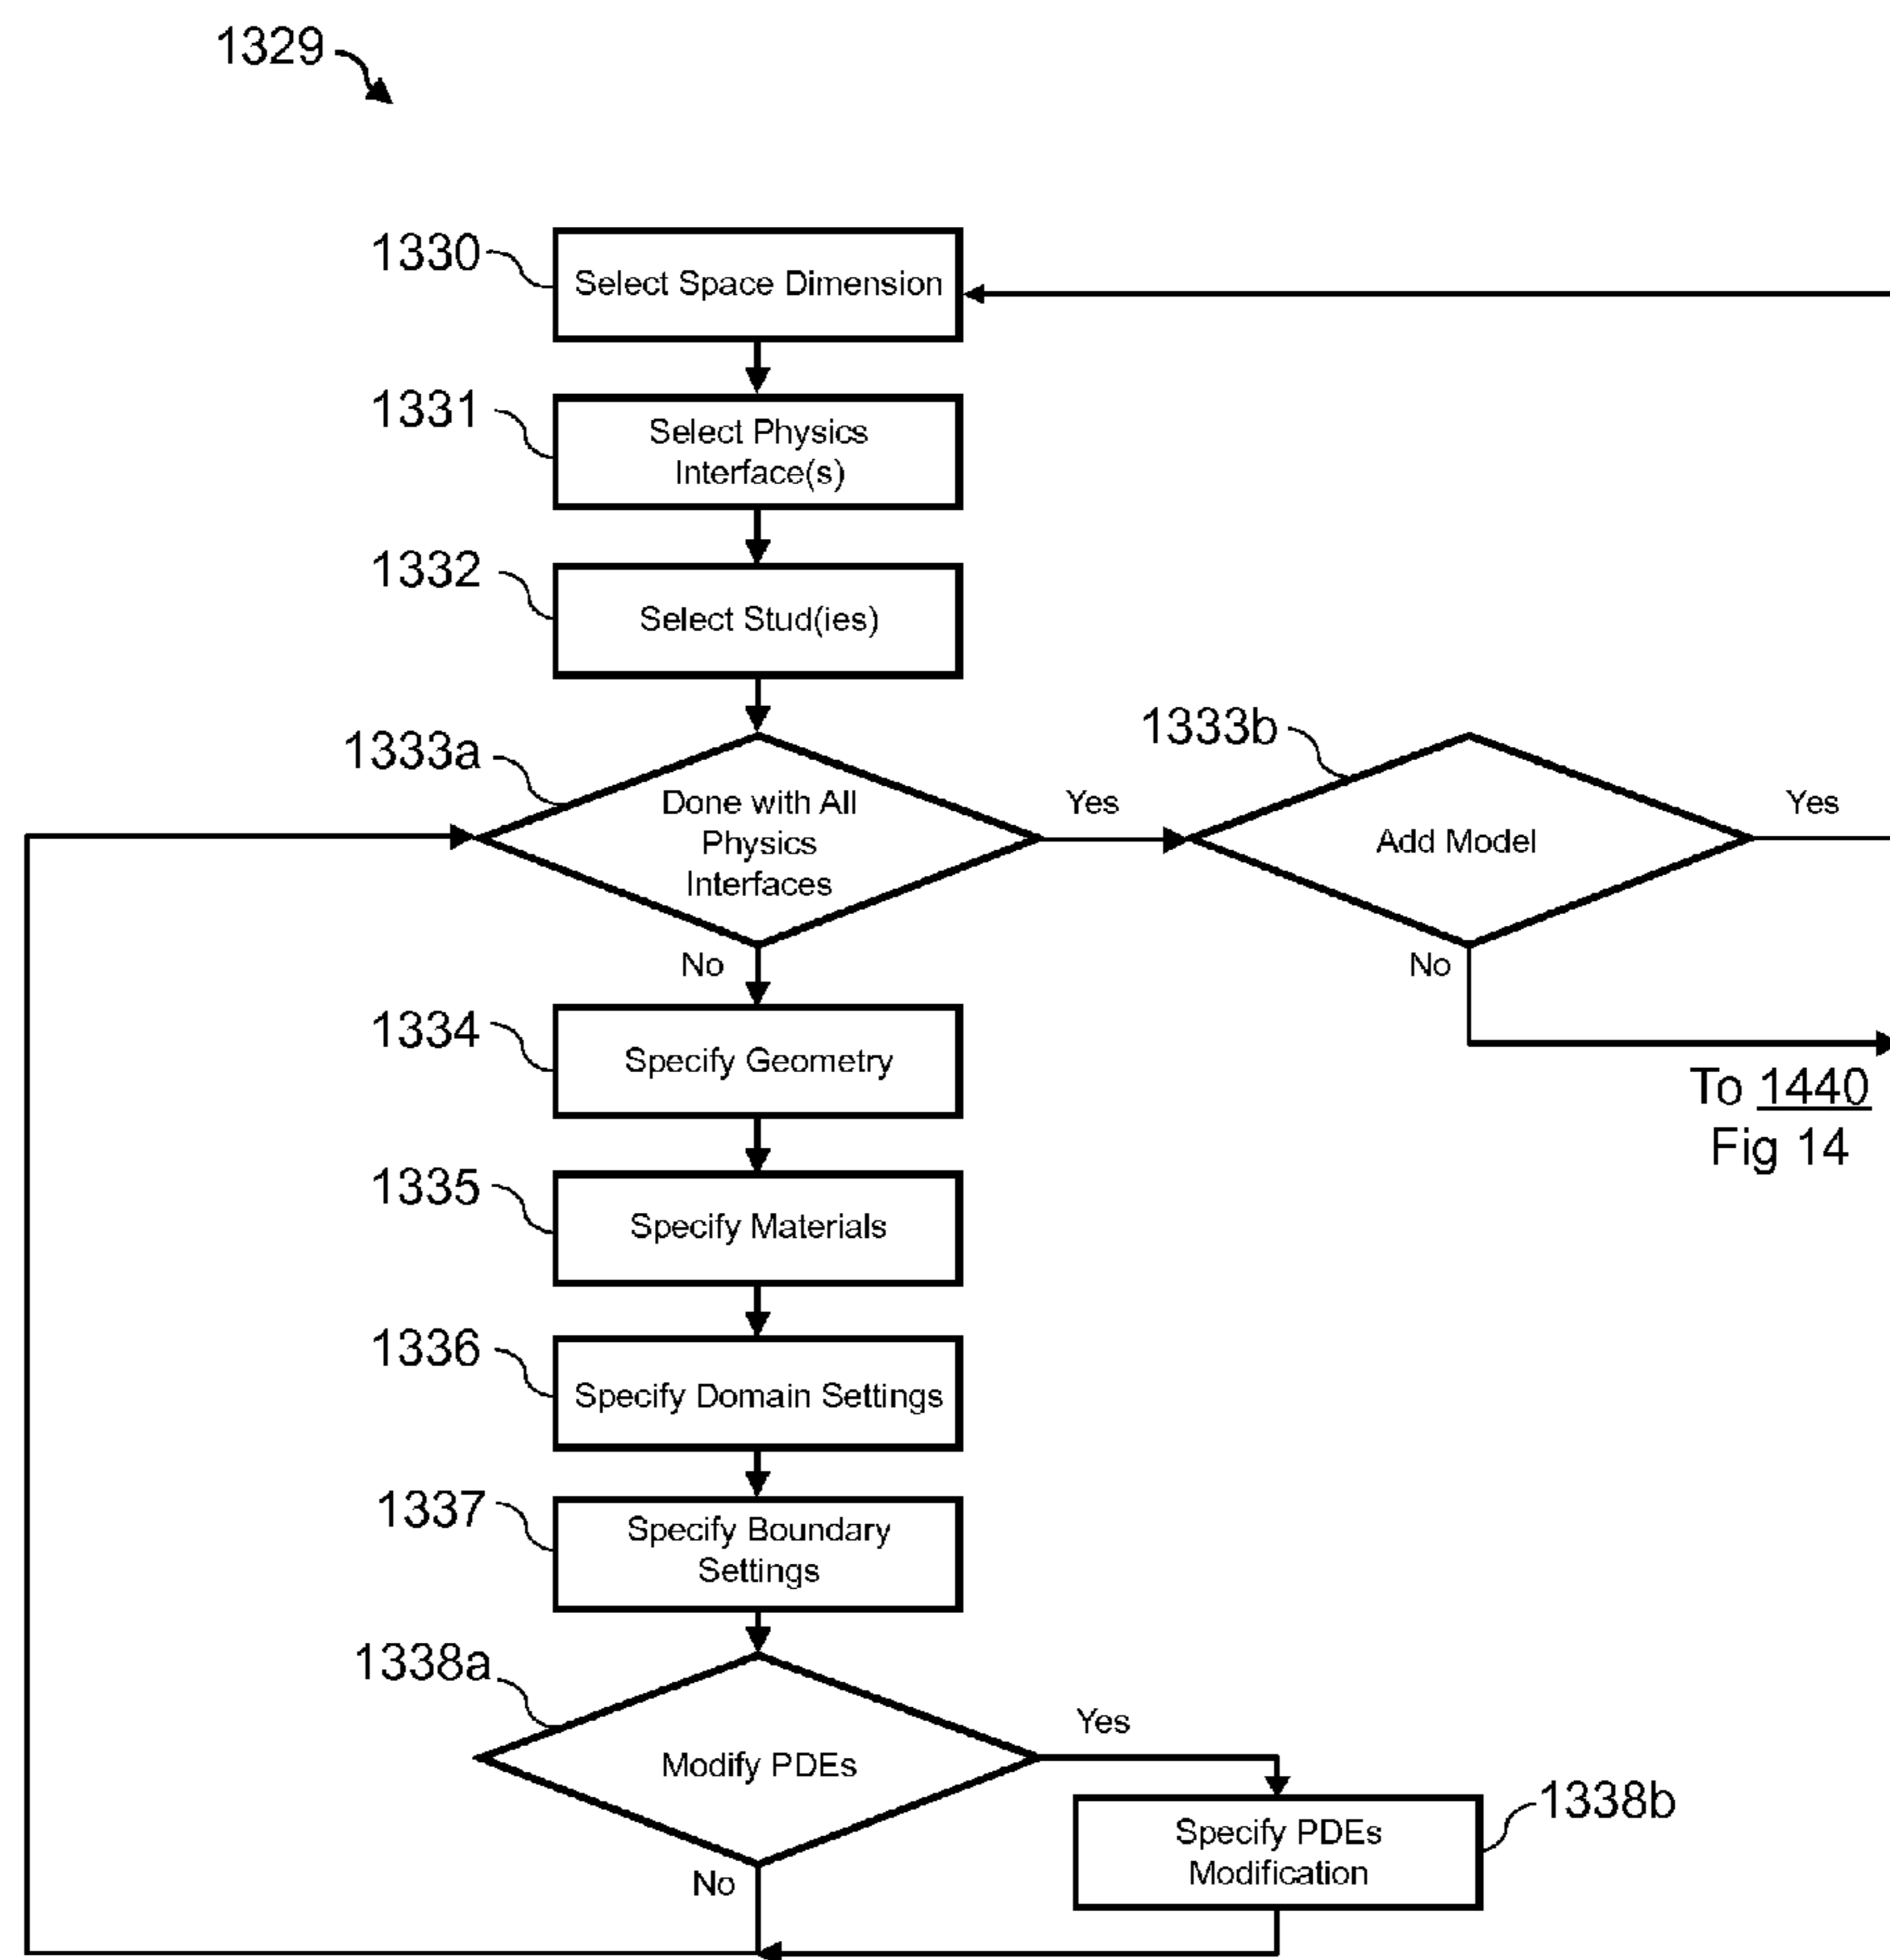 1329
1330
Select Space Dimension
1331
Select Physics
Interface(s)
1332
Select Stud(ies)
1333a
Done with All
Physics
Interfaces
Yes
1333b
Add Model
Yes
No
No
To 1440
Fig 14
1334
Specify Geometry
1335
Specify Materials
1336
Specify Domain Settings
1337
Specify Boundary
Settings
1338a
Modify PDEs
Yes
1338b
Specify PDEs
Modification
No